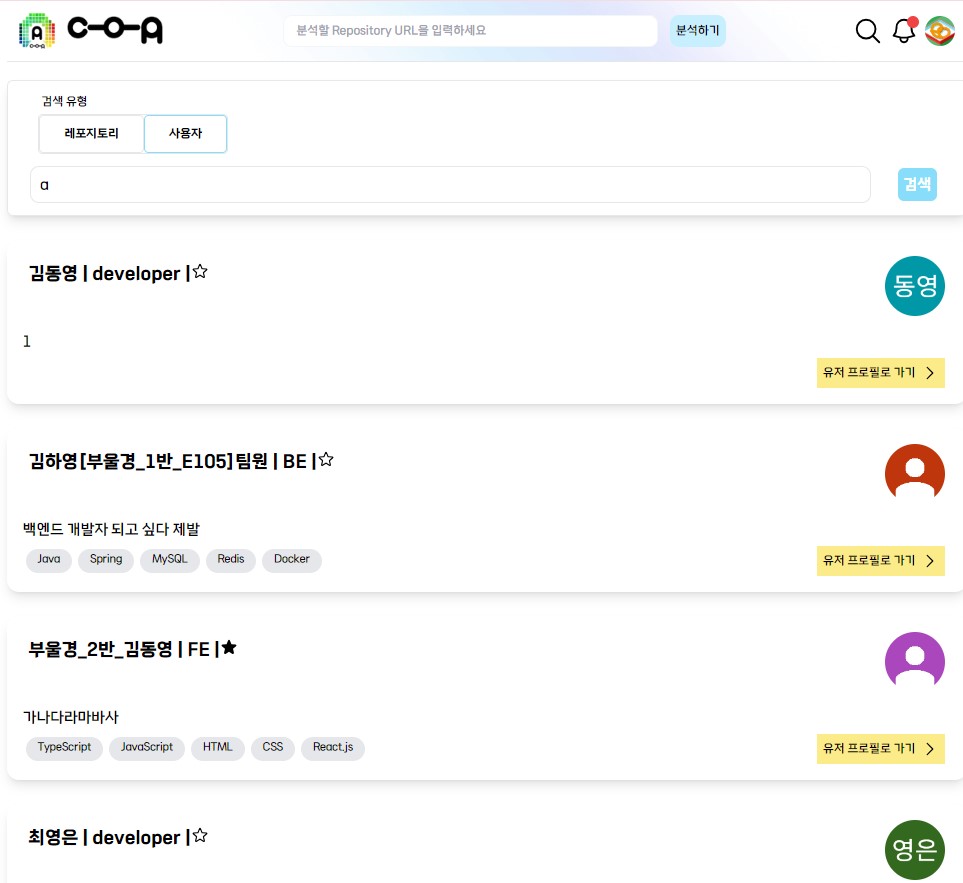 A C-O-A
C-O-A
분석할 Repository URL을 입력하세요
분석하기
검색 유형
레포지토리
사용자
a
검색
김동영 | developer |
동영
1
유저 프로필로 가기
김하영[부울경_1반_E105]팀원 | BE |
백엔드 개발자 되고 싶다 제발
Java Spring MySQL Redis Docker
유저 프로필로 가기
부울경_2반_김동영 | FE |
가나다라마바사
TypeScript JavaScript HTML CSS React.js
유저 프로필로 가기
최영은 | developer |
영은